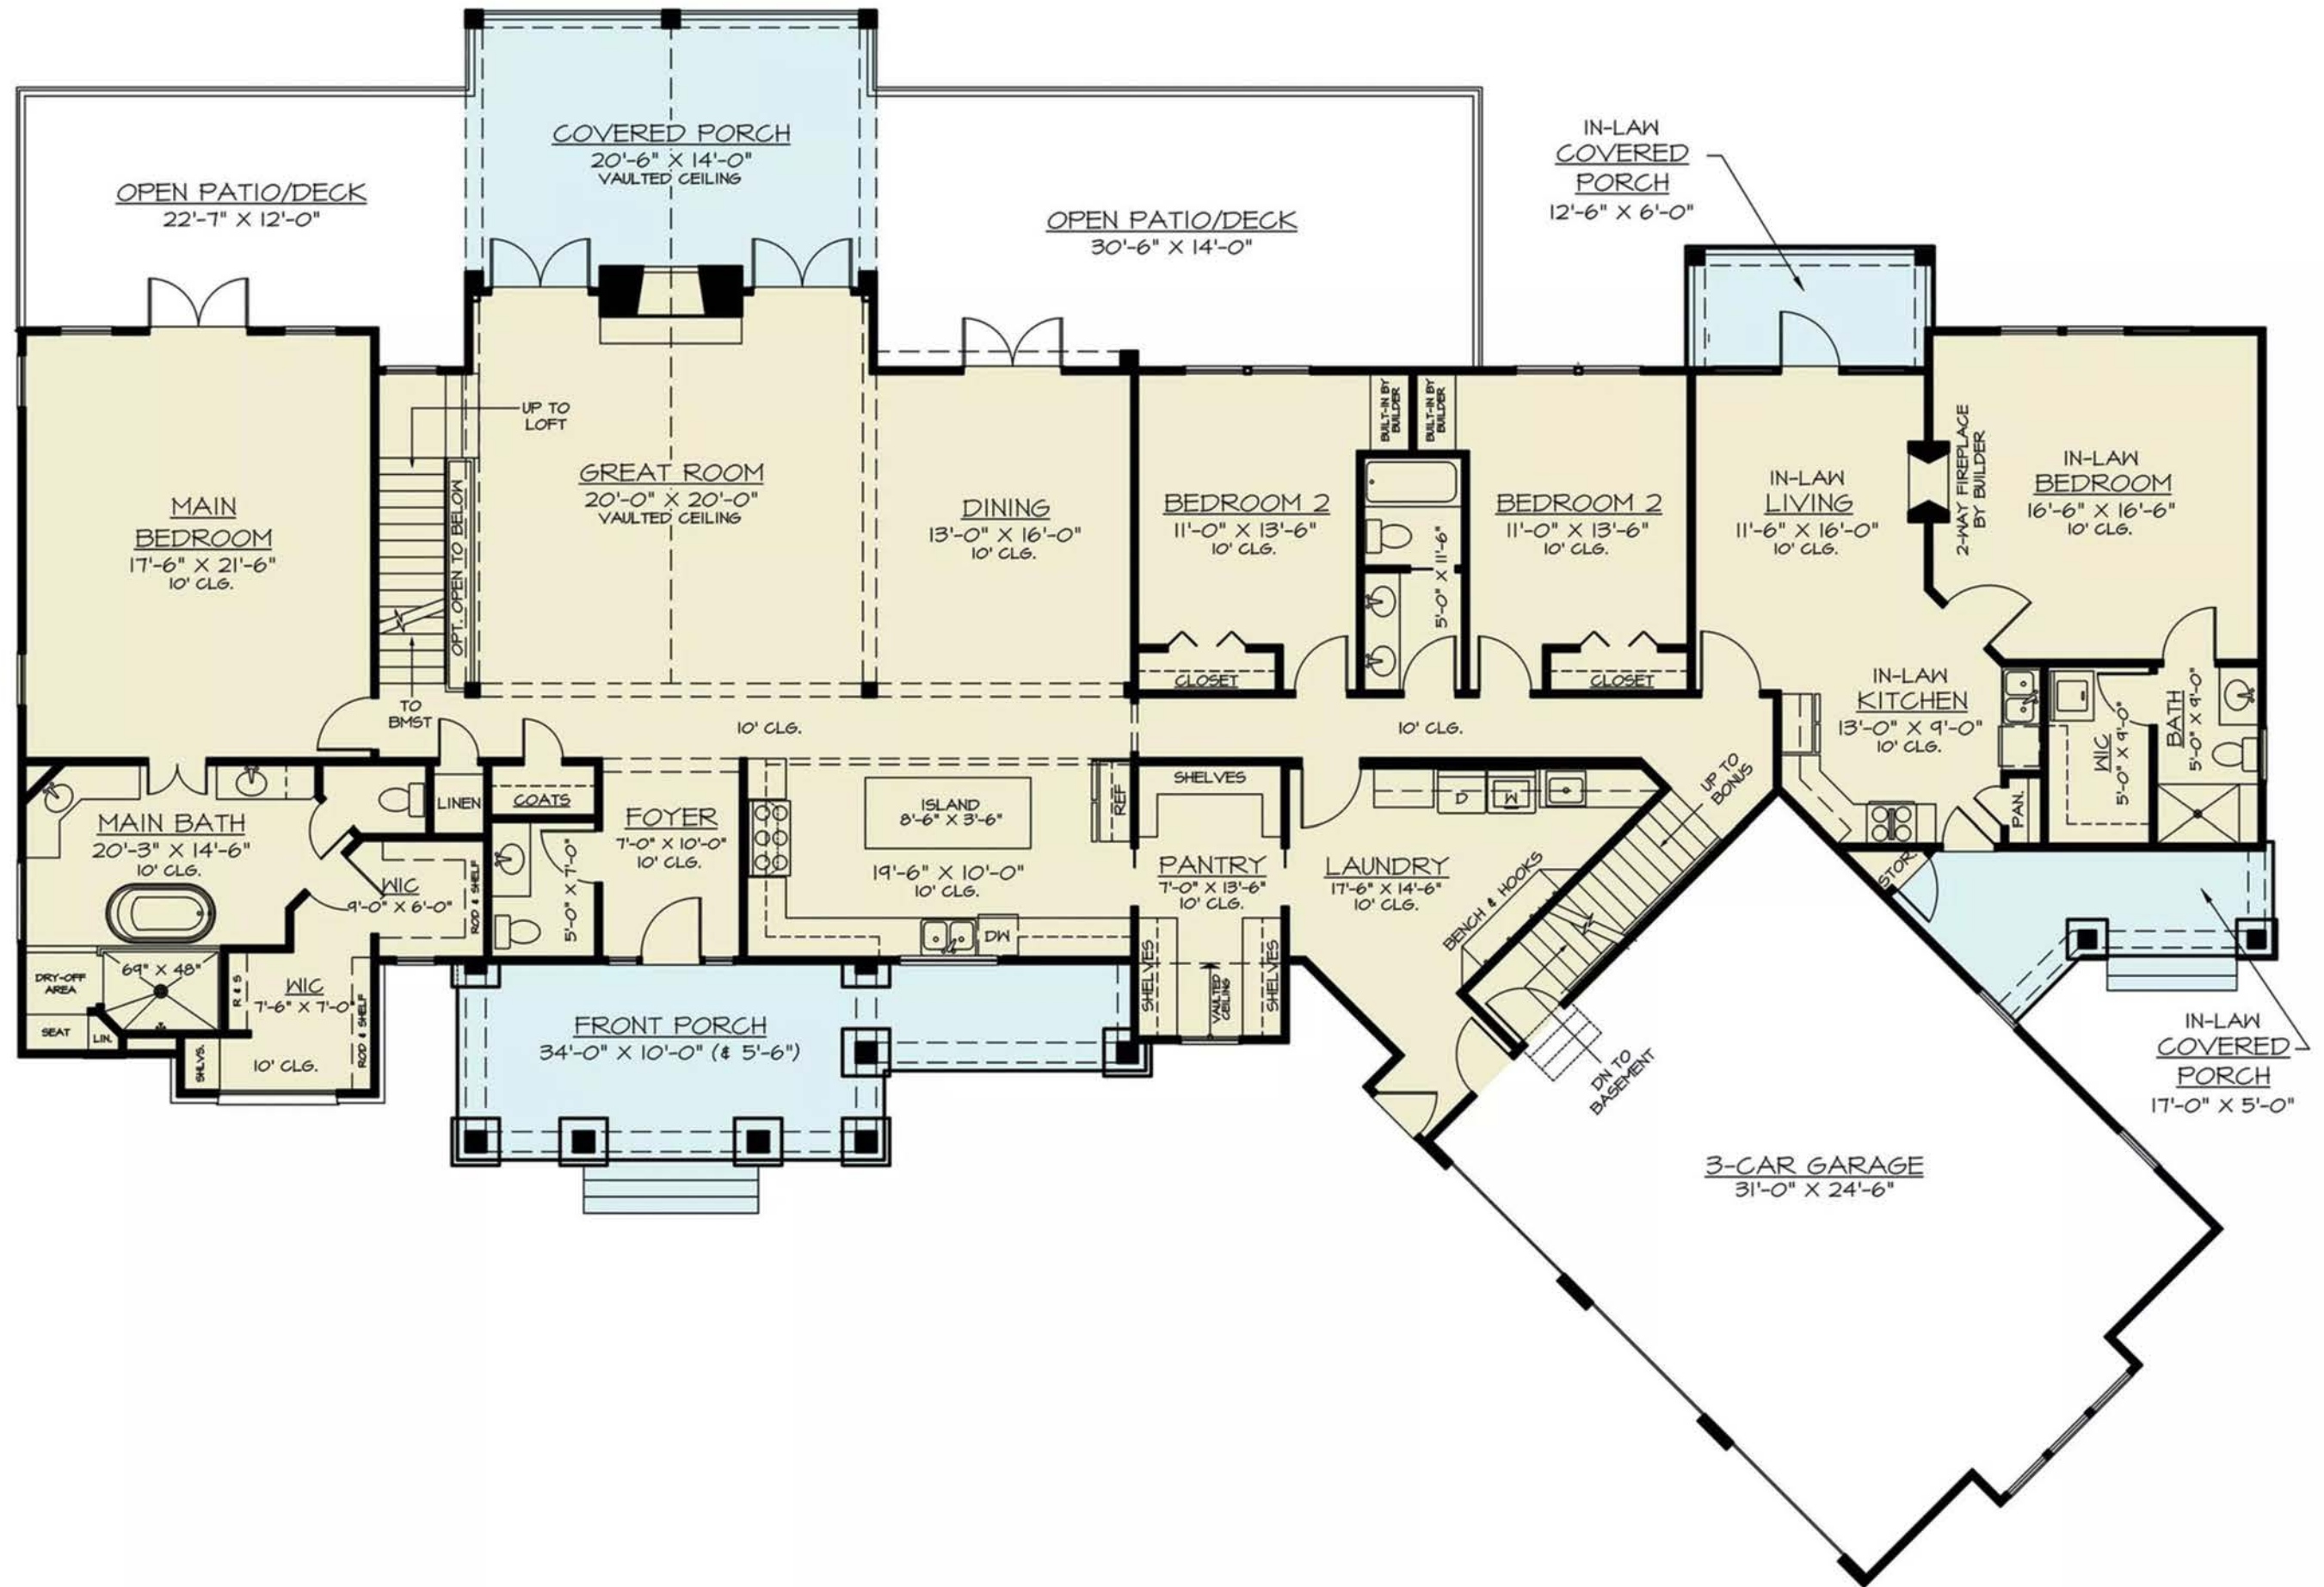 COVERED PORCH
20'-6" X 14'-0"
VAULTED CEILING
OPEN PATIO/DECK
22'-7" X 12'-0"
OPEN PATIO/DECK
30'-6" X 14'-0"
IN-LAW
COVERED
PORCH
12'-6" X 6'-0"
UP TO
LOFT
OPT. OPEN TO BELOW
MAIN
BEDROOM
17'-6" X 21'-6"
10' CLG.
GREAT ROOM
20'-0" X 20'-0"
VAULTED CEILING
DINING
13'-0" X 16'-0"
10' CLG.
BEDROOM 2
11'-0" X 13'-6"
10' CLG.
BUILT-IN BY
BUILDER
BUILT-IN BY
BUILDER
5'-0" X 11'-6"
BEDROOM 2
11'-0" X 13'-6"
10' CLG.
IN-LAW
LIVING
11'-6" X 16'-0"
10' CLG.
2-WAY FIREPLACE
BY BUILDER
IN-LAW
BEDROOM
16'-6" X 16'-6"
10' CLG.
CLOSET
CLOSET
TO
BMST
10' CLG.
10' CLG.
IN-LAW
KITCHEN
13'-0" X 9'-0"
10' CLG.
WIC
5'-0" X 9'-0"
BATH
5'-0" X 9'-0"
PAN.
STOR.
MAIN BATH
20'-3" X 14'-6"
10' CLG.
LINEN
COATS
FOYER
7'-0" X 10'-0"
10' CLG.
5'-0" X 7'-0"
ISLAND
8'-6" X 3'-6"
REF
19'-6" X 10'-0"
10' CLG.
DW
SHELVES
PANTRY
7'-0" X 13'-6"
10' CLG.
SHELVES
VAULTED
CEILING
SHELVES
D
W
LAUNDRY
17'-6" X 14'-6"
10' CLG.
BENCH & HOOKS
UP TO
BONUS
DN TO
BASEMENT
WIC
9'-0" X 6'-0"
ROD & SHELF
DRY-OFF
AREA
69" X 48"
SEAT
LIN.
R & S
WIC
7'-6" X 7'-0"
ROD & SHELF
SHLVS.
10' CLG.
FRONT PORCH
34'-0" X 10'-0" (& 5'-6")
IN-LAW
COVERED
PORCH
17'-0" X 5'-0"
3-CAR GARAGE
31'-0" X 24'-6"